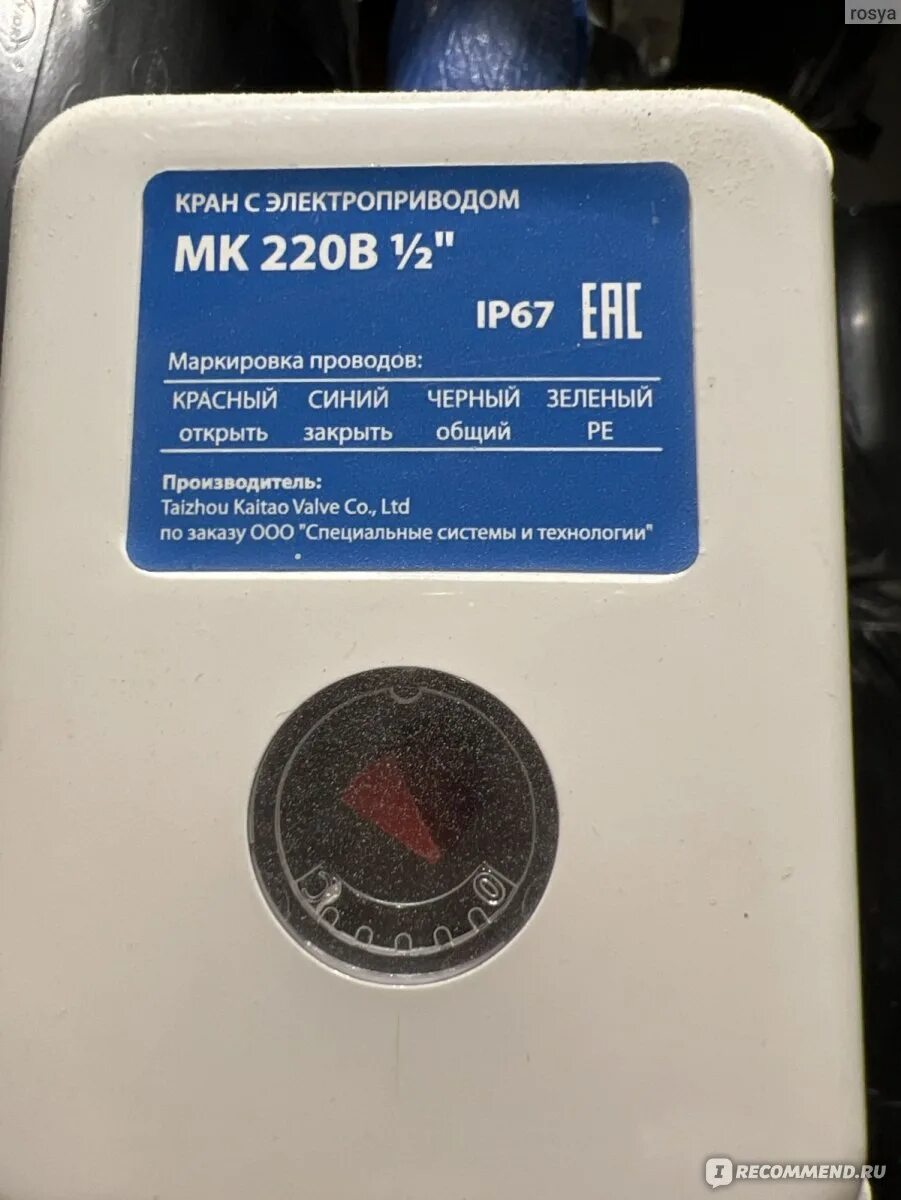 rosya
КРАН С ЭЛЕКТРОПРИВОДОМ
МК 220В ½"
IP67 EAC
Маркировка проводов:
КРАСНЫЙ СИНИЙ ЧЕРНЫЙ ЗЕЛЕНЫЙ
открыть закрыть общий PE
Производитель:
Taizhou Kaitao Valve Co., Ltd
по заказу ООО "Специальные системы и технологии"
O
I RECOMMEND.RU